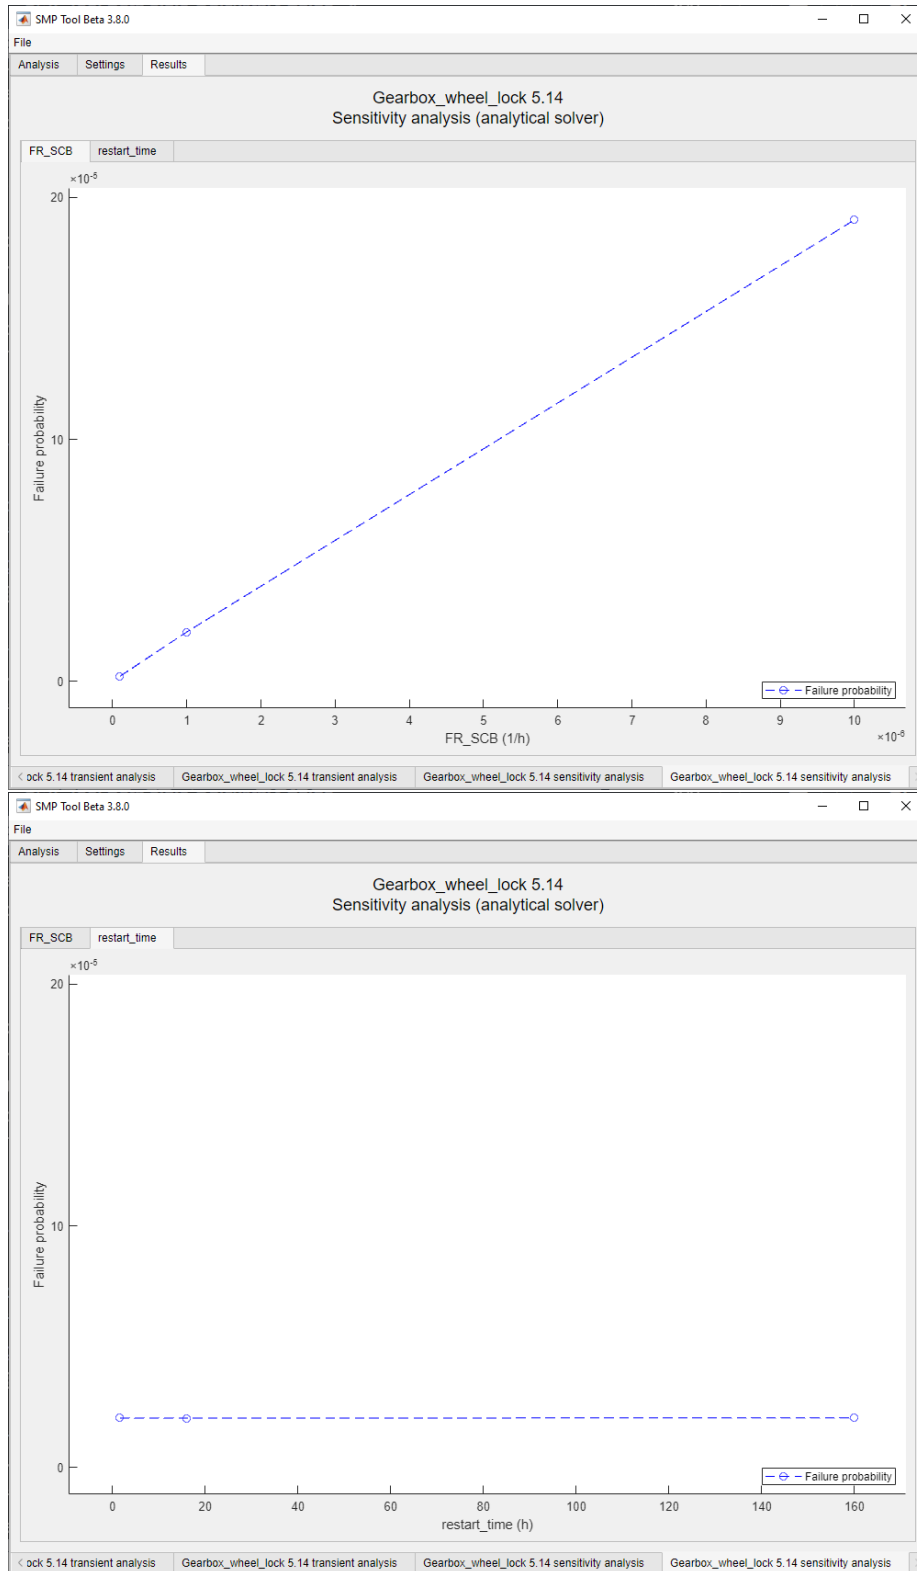 SMP Tool Beta 3.8.0
File
Analysis Settings Results
Gearbox_wheel_lock 5.14
Sensitivity analysis (analytical solver)
FR_SCB restart_time
×10⁻⁵
20
10
0
Failure probability
Failure probability
0 1 2 3 4 5 6 7 8 9 10
FR_SCB (1/h)
×10⁻⁶
ock 5.14 transient analysis Gearbox_wheel_lock 5.14 transient analysis Gearbox_wheel_lock 5.14 sensitivity analysis Gearbox_wheel_lock 5.14 sensitivity analysis
SMP Tool Beta 3.8.0
File
Analysis Settings Results
Gearbox_wheel_lock 5.14
Sensitivity analysis (analytical solver)
FR_SCB restart_time
×10⁻⁵
20
10
0
Failure probability
Failure probability
0 20 40 60 80 100 120 140 160
restart_time (h)
ock 5.14 transient analysis Gearbox_wheel_lock 5.14 transient analysis Gearbox_wheel_lock 5.14 sensitivity analysis Gearbox_wheel_lock 5.14 sensitivity analysis